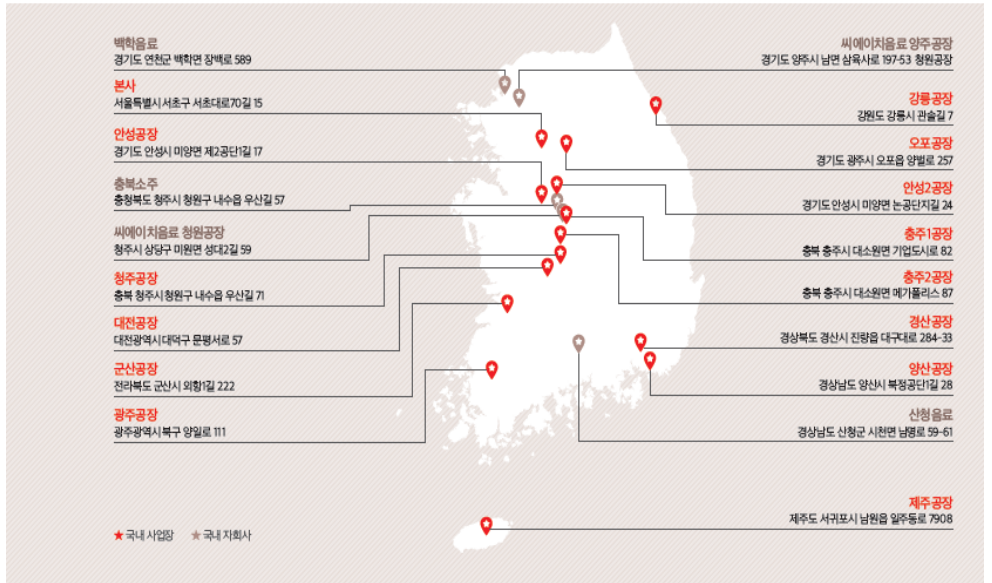 백학음료
경기도 연천군 백학면 장백로 589
본사
서울특별시 서초구 서초대로70길 15
안성공장
경기도 안성시 미양면 제2공단1길 17
충북소주
충청북도 청주시 청원구 내수읍 우산길 57
씨에이치음료 청원공장
청주시 상당구 미원면 성대2길 59
청주공장
충북 청주시 청원구 내수읍 우산길 71
대전공장
대전광역시 대덕구 문평서로 57
군산공장
전라북도 군산시 외항1길 222
광주공장
광주광역시 북구 양일로 111
씨에이치음료 양주공장
경기도 양주시 남면 삼육사로 197-53 청원공장
강릉공장
강원도 강릉시 관솔길 7
오포공장
경기도 광주시 오포읍 양벌로 257
안성2공장
경기도 안성시 미양면 논공단지길 24
충주1공장
충북 충주시 대소원면 기업도시로 82
충주2공장
충북 충주시 대소원면 메가폴리스 87
경산공장
경상북도 경산시 진량읍 대구대로 284-33
양산공장
경상남도 양산시 북정공단1길 28
산청음료
경상남도 산청군 시천면 남명로 59-61
제주공장
제주도 서귀포시 남원읍 일주동로 7908
국내 사업장
국내 자회사